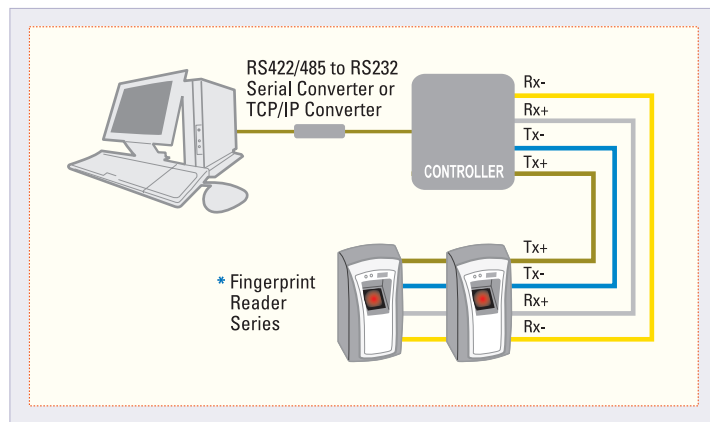 RS422/485 to RS232
Serial Converter or
TCP/IP Converter
CONTROLLER
Rx-
Rx+
Tx-
Tx+
Tx+
Tx-
Rx+
Rx-
* Fingerprint
Reader
Series